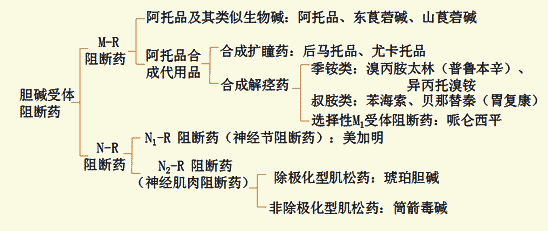 胆碱受体
阻断药
M-R
阻断药
阿托品及其类似生物碱：阿托品、东莨菪碱、山莨菪碱
阿托品合
成代用品
合成扩瞳药：后马托品、尤卡托品
合成解痉药
季铵类：溴丙胺太林（普鲁本辛）、
异丙托溴铵
叔胺类：苯海索、贝那替秦（胃复康）
选择性M₁受体阻断药：哌仑西平
N-R
阻断药
N₁-R 阻断药（神经节阻断药）：美加明
N₂-R 阻断药
（神经肌肉阻断药）
除极化型肌松药：琥珀胆碱
非除极化型肌松药：筒箭毒碱